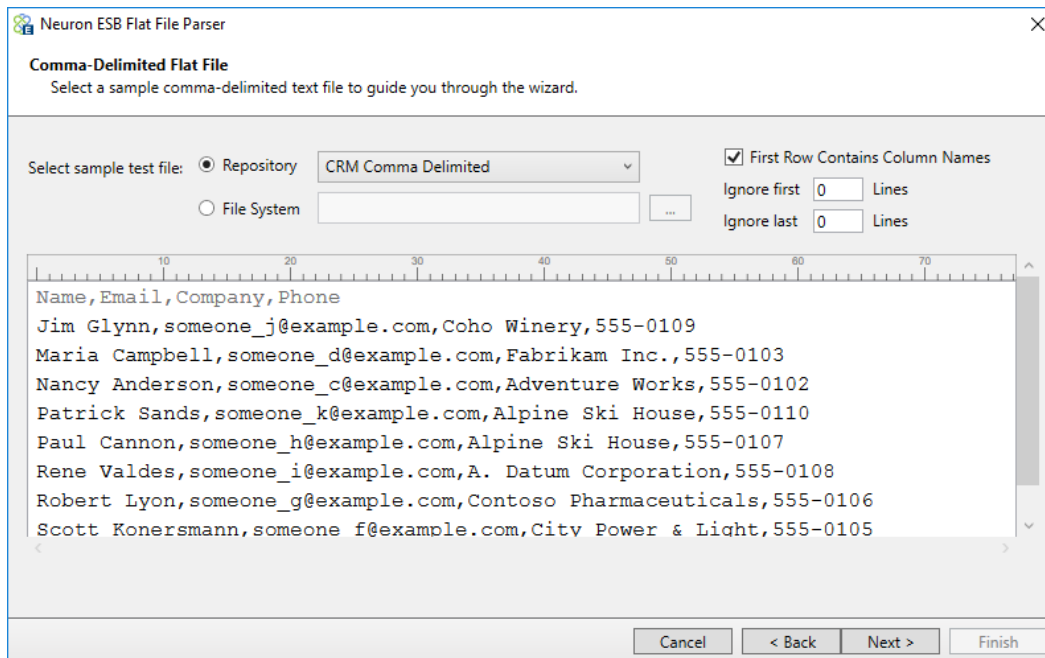 Neuron ESB Flat File Parser
Comma-Delimited Flat File
Select a sample comma-delimited text file to guide you through the wizard.
Select sample test file: Repository CRM Comma Delimited
File System ...
First Row Contains Column Names
Ignore first 0 Lines
Ignore last 0 Lines
10 20 30 40 50 60 70
Name,Email,Company,Phone
Jim Glynn,someone_j@example.com,Coho Winery,555-0109
Maria Campbell,someone_d@example.com,Fabrikam Inc.,555-0103
Nancy Anderson,someone_c@example.com,Adventure Works,555-0102
Patrick Sands,someone_k@example.com,Alpine Ski House,555-0110
Paul Cannon,someone_h@example.com,Alpine Ski House,555-0107
Rene Valdes,someone_i@example.com,A. Datum Corporation,555-0108
Robert Lyon,someone_g@example.com,Contoso Pharmaceuticals,555-0106
Scott Konersmann,someone_f@example.com,City Power & Light,555-0105
Cancel < Back Next > Finish